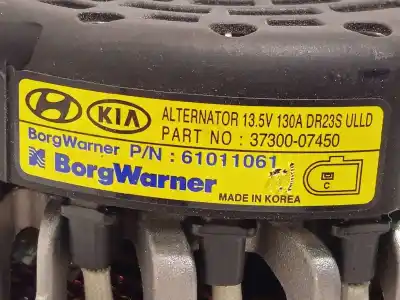 KIA ALTERNATOR 13.5V 130A DR23S ULLD
PART NO : 37300-07450
BorgWarner P/N : 61011061
BorgWarner
C
MADE IN KOREA